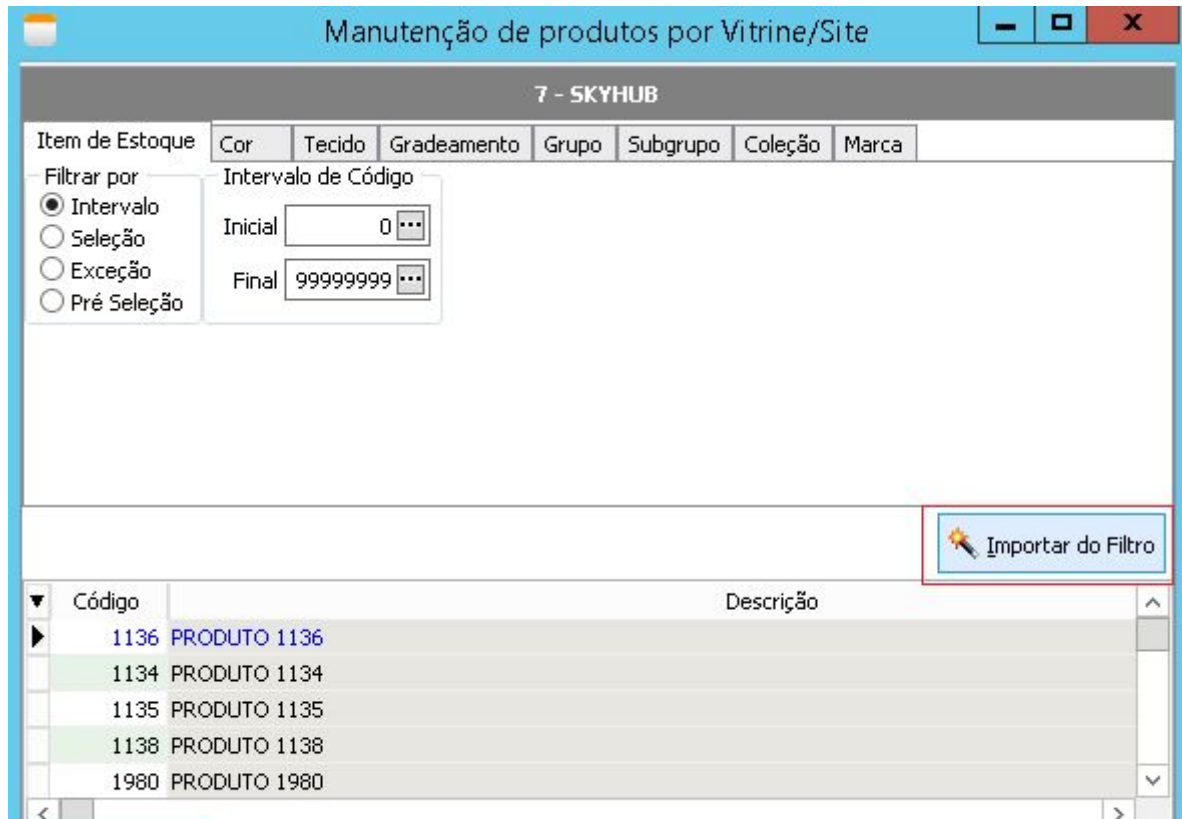 Manutenção de produtos por Vitrine/Site
7 - SKYHUB
Item de Estoque Cor Tecido Gradeamento Grupo Subgrupo Coleção Marca
Filtrar por Intervalo de Código
Intervalo
Inicial 0
Seleção
Exceção
Final 99999999
Pré Seleção
Importar do Filtro
Código Descrição
1136 PRODUTO 1136
1134 PRODUTO 1134
1135 PRODUTO 1135
1138 PRODUTO 1138
1980 PRODUTO 1980